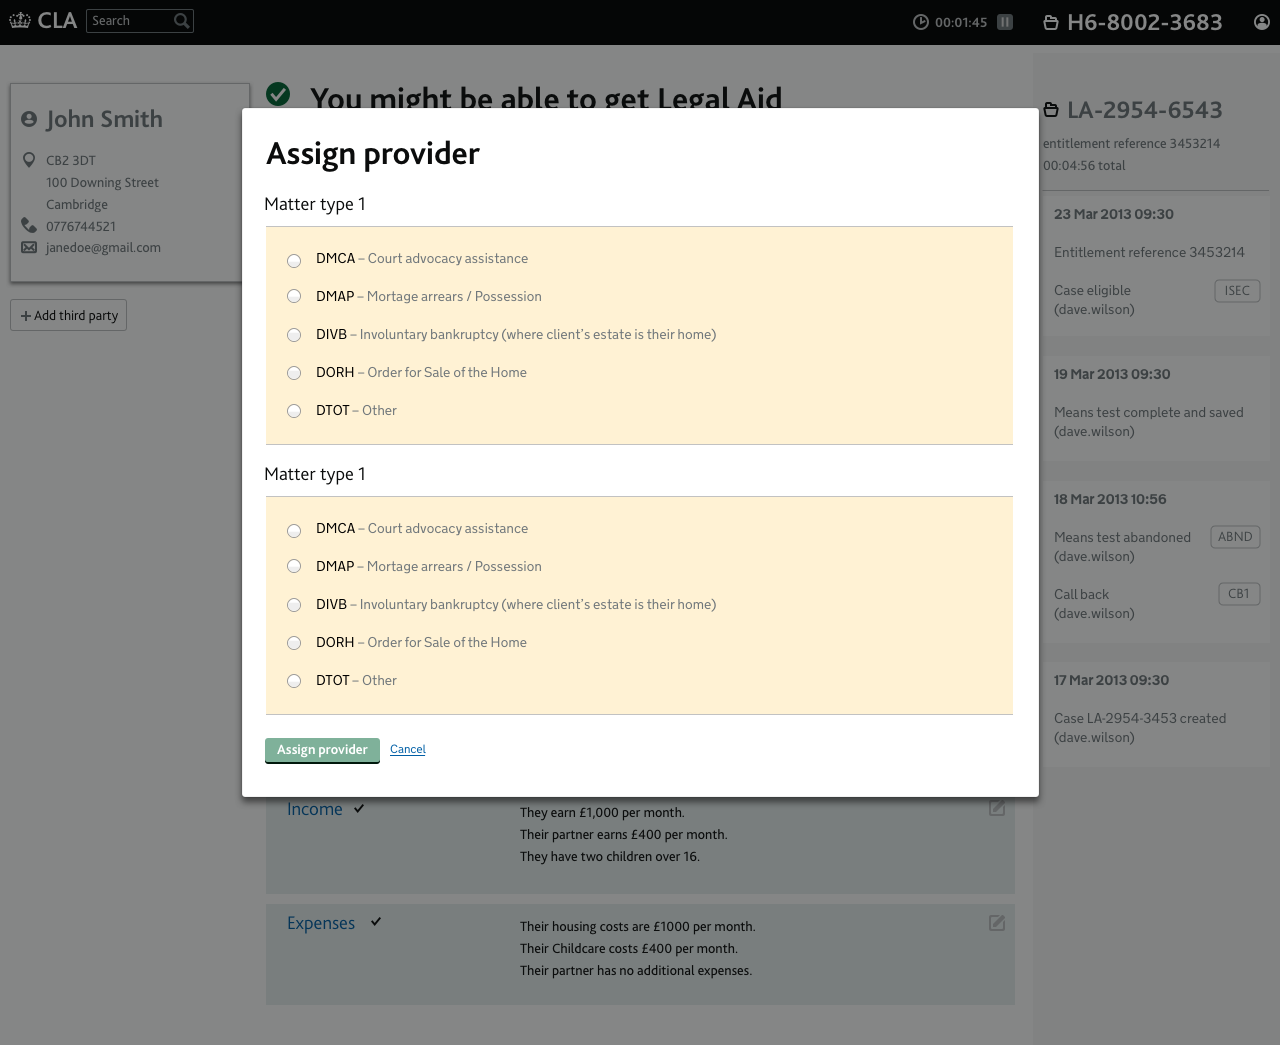 CLA
Search
00:01:45
H6-8002-3683
John Smith
CB2 3DT
100 Downing Street
Cambridge
0776744521
janedoe@gmail.com
Add third party
You might be able to get Legal Aid
Assign provider
Matter type 1
DMCA – Court advocacy assistance
DMAP – Mortage arrears / Possession
DIVB – Involuntary bankruptcy (where client's estate is their home)
DORH – Order for Sale of the Home
DTOT – Other
Matter type 1
DMCA – Court advocacy assistance
DMAP – Mortage arrears / Possession
DIVB – Involuntary bankruptcy (where client's estate is their home)
DORH – Order for Sale of the Home
DTOT – Other
Assign provider Cancel
Income
They earn £1,000 per month.
Their partner earns £400 per month.
They have two children over 16.
Expenses
Their housing costs are £1000 per month.
Their Childcare costs £400 per month.
Their partner has no additional expenses.
LA-2954-6543
entitlement reference 3453214
00:04:56 total
23 Mar 2013 09:30
Entitlement reference 3453214
Case eligible ISEC
(dave.wilson)
19 Mar 2013 09:30
Means test complete and saved
(dave.wilson)
18 Mar 2013 10:56
Means test abandoned ABND
(dave.wilson)
Call back CB1
(dave.wilson)
17 Mar 2013 09:30
Case LA-2954-3453 created
(dave.wilson)